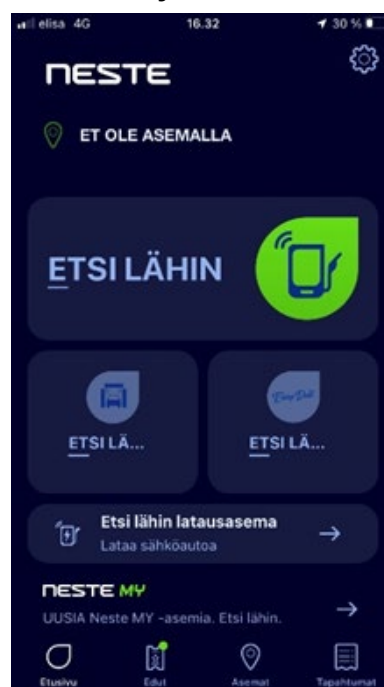 elisa 4G 16.32 30 %
NESTE
ET OLE ASEMALLA
ETSI LÄHIN
EasyDeli
ETSI LÄ... ETSI LÄ...
Etsi lähin latausasema
Lataa sähköautoa
NESTE MY
UUSIA Neste MY -asemia. Etsi lähin.
Etusivu Edut Asemat Tapahtumat